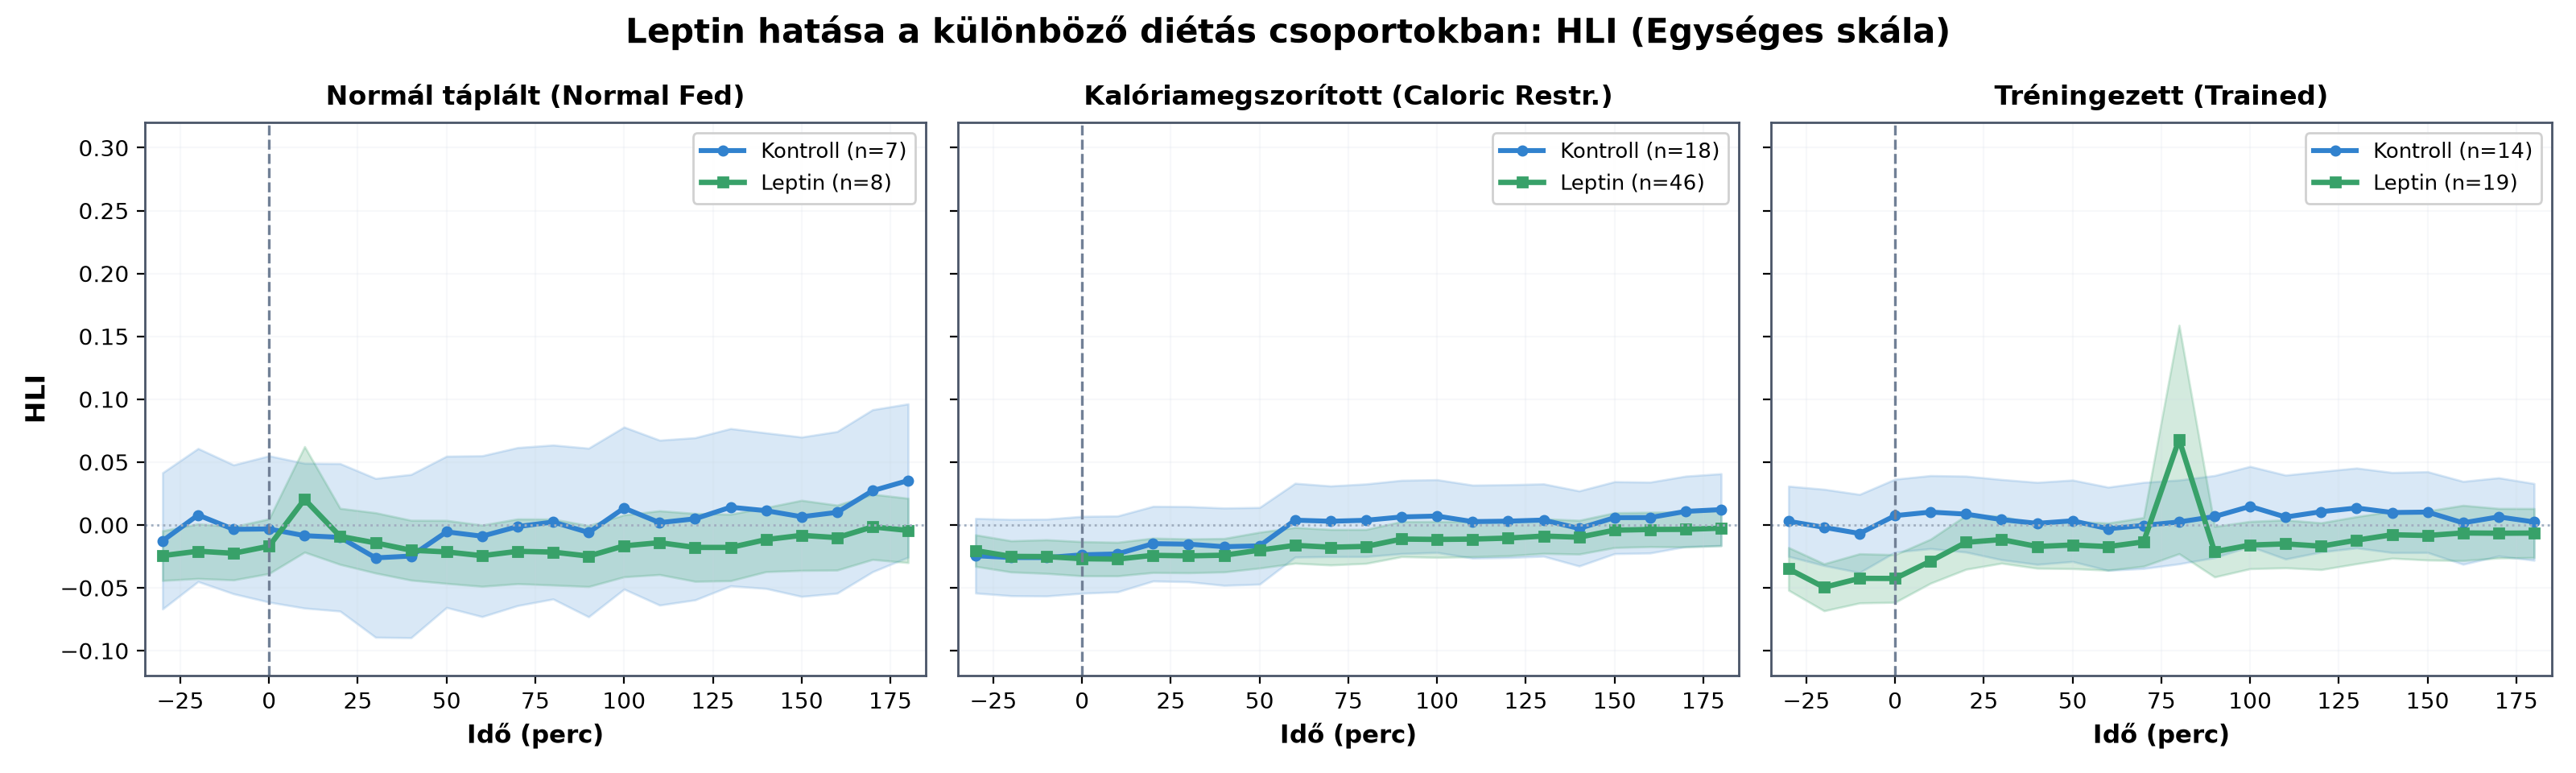 Leptin hatása a különböző diétás csoportokban: HLI (Egységes skála)
Normál táplált (Normal Fed)
Kalóriamegszorított (Caloric Restr.)
Tréningezett (Trained)
HLI
0.30
0.25
0.20
0.15
0.10
0.05
0.00
−0.05
−0.10
Kontroll (n=7)
Leptin (n=8)
−25 0 25 50 75 100 125 150 175
Idő (perc)
Kontroll (n=18)
Leptin (n=46)
−25 0 25 50 75 100 125 150 175
Idő (perc)
Kontroll (n=14)
Leptin (n=19)
−25 0 25 50 75 100 125 150 175
Idő (perc)